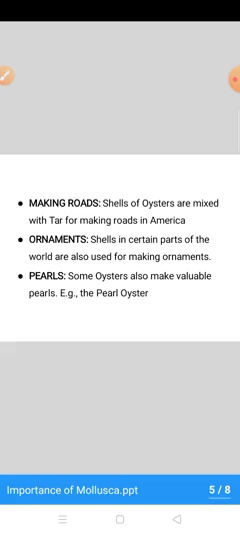 ● MAKING ROADS: Shells of Oysters are mixed
with Tar for making roads in America
● ORNAMENTS: Shells in certain parts of the
world are also used for making ornaments.
● PEARLS: Some Oysters also make valuable
pearls. E.g., the Pearl Oyster
Importance of Mollusca.ppt 5 / 8